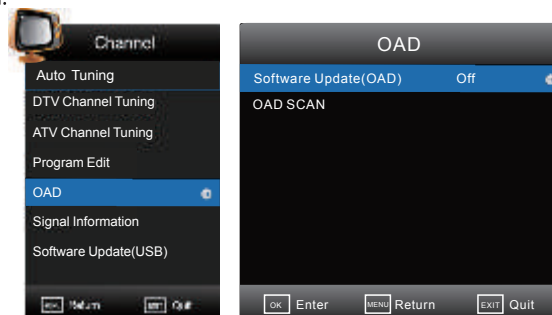 Channel
Auto Tuning
DTV Channel Tuning
ATV Channel Tuning
Program Edit
OAD
Signal Information
Software Update(USB)
Return Quit
OAD
Software Update(OAD) Off
OAD SCAN
OK Enter MENU Return EXIT Quit